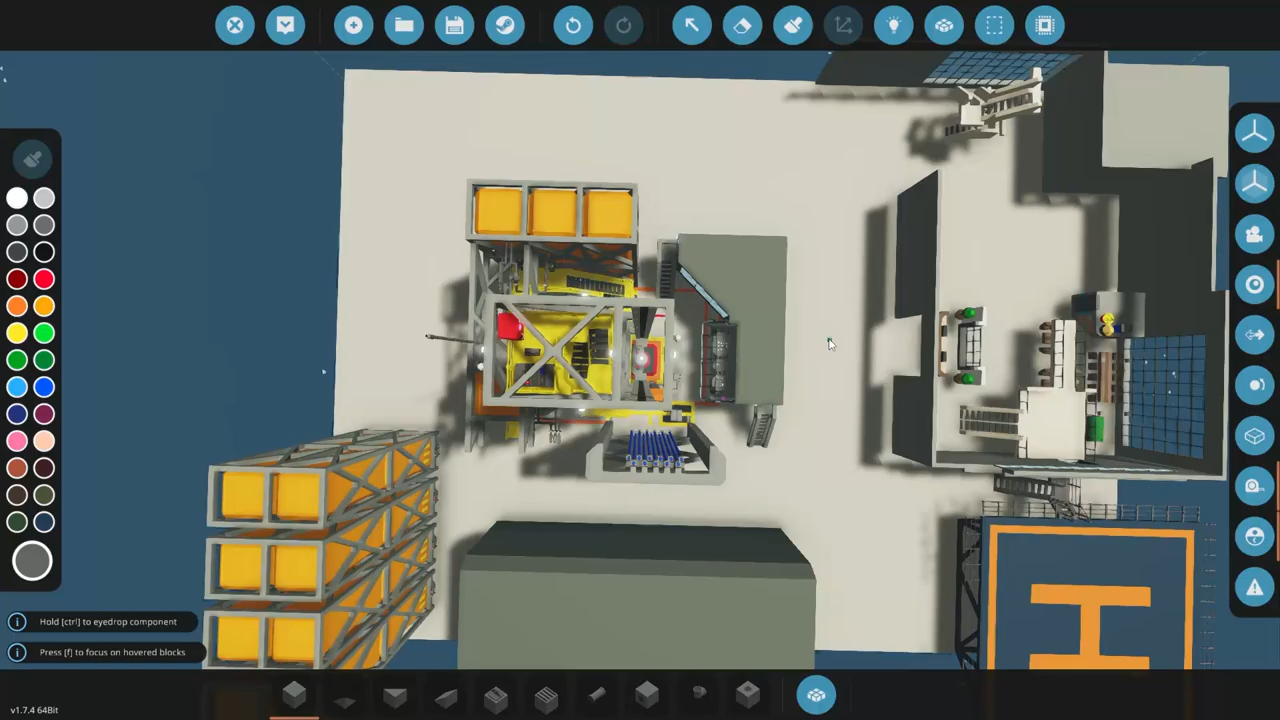 Hold [ctrl] to eyedrop component
Press [f] to focus on hovered blocks
v1.7.4 64Bit
H